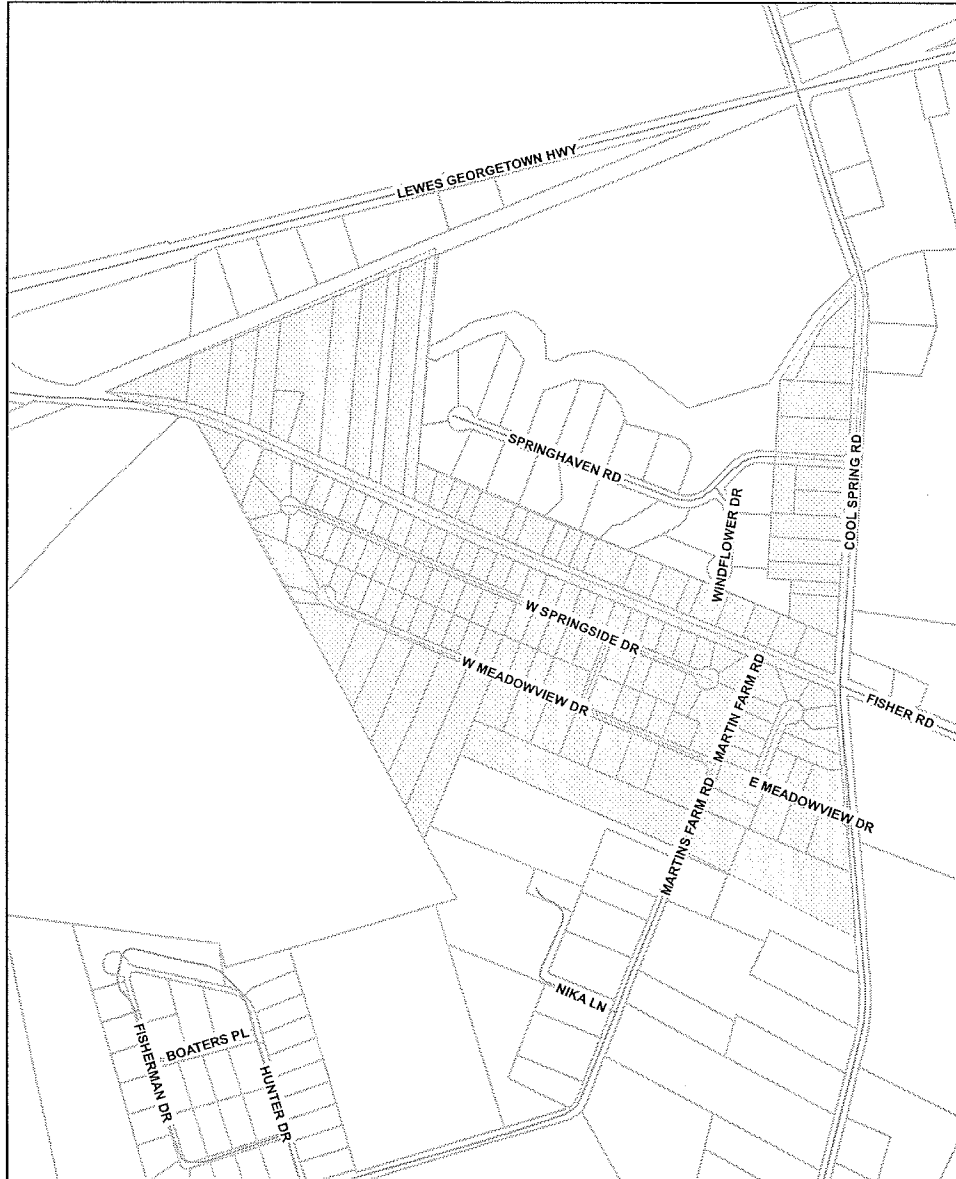 LEWES GEORGETOWN HWY
SPRINGHAVEN RD
WINDFLOWER DR
COOL SPRING RD
W SPRINGSIDE DR
W MEADOWVIEW DR
MARTIN FARM RD
FISHER RD
E MEADOWVIEW DR
MARTINS FARM RD
NIKA LN
BOATERS PL
FISHERMAN DR
HUNTER DR